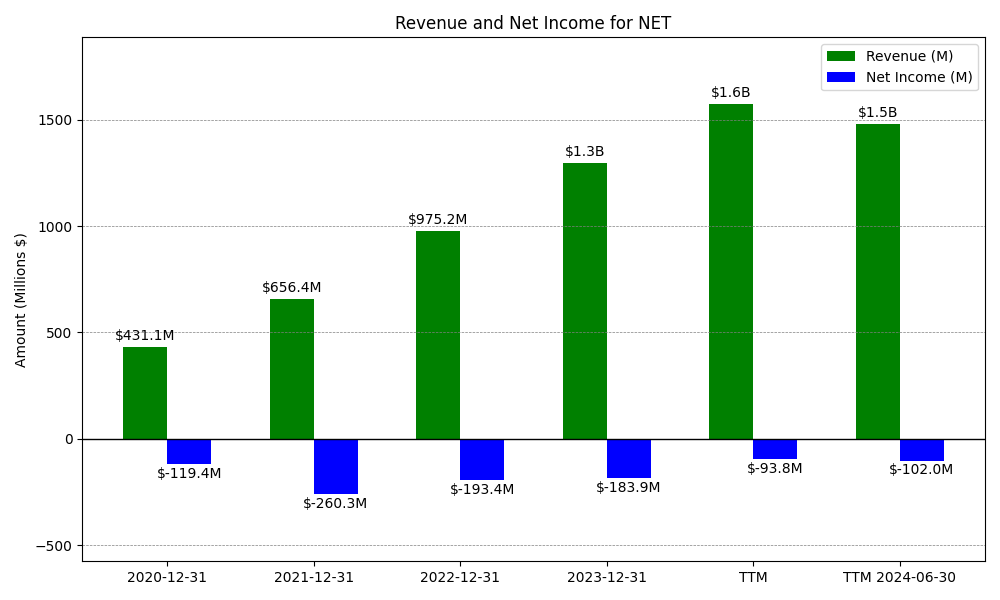 Revenue and Net Income for NET
Revenue (M)
Net Income (M)
Amount (Millions $)
1500
1000
500
0
−500
$431.1M
$656.4M
$975.2M
$1.3B
$1.6B
$1.5B
$-119.4M
$-260.3M
$-193.4M
$-183.9M
$-93.8M
$-102.0M
2020-12-31
2021-12-31
2022-12-31
2023-12-31
TTM
TTM 2024-06-30